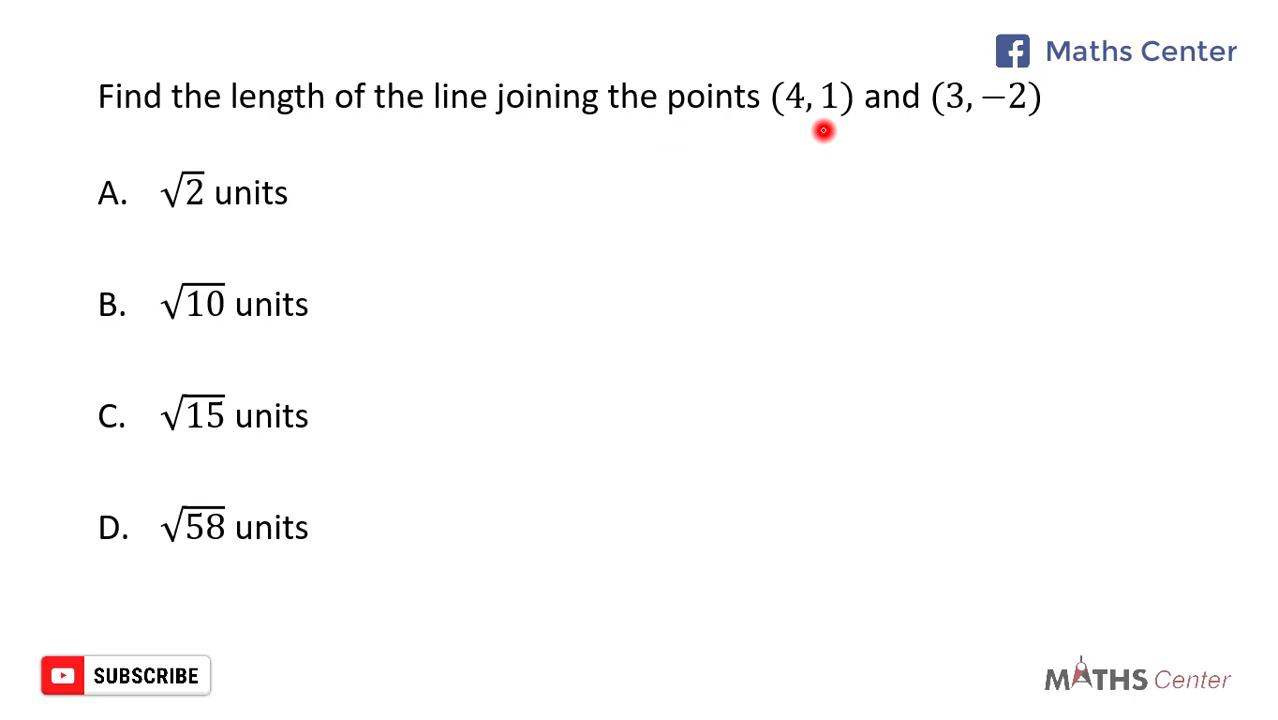 Maths Center
Find the length of the line joining the points (4, 1) and (3, −2)
A. √2 units
B. √10 units
C. √15 units
D. √58 units
SUBSCRIBE
MATHS Center